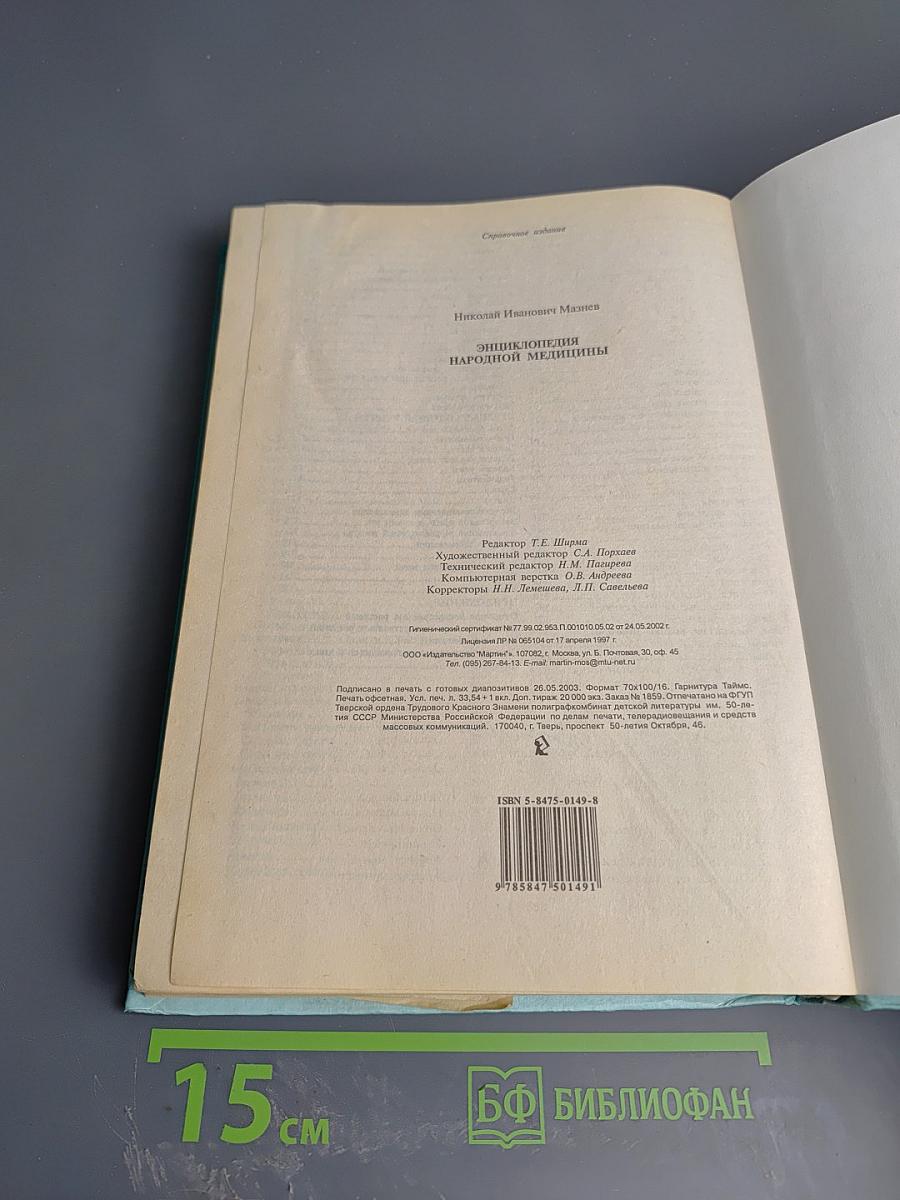 Справочное издание
Николай Иванович Мазнев
ЭНЦИКЛОПЕДИЯ
НАРОДНОЙ МЕДИЦИНЫ
Редактор Т.Е. Ширма
Художественный редактор С.А. Порхаев
Технический редактор Н.М. Пагирева
Компьютерная верстка О.В. Андреева
Корректоры Н.Н. Лемешева, Л.П. Савельева
Гигиенический сертификат №77.99.02.953.П.001010.05.02 от 24.05.2002 г.
Лицензия ЛР № 065104 от 17 апреля 1997 г.
ООО «Издательство "Мартин"». 107082, г. Москва, ул. Б. Почтовая, 30, оф. 45
Тел. (095) 267-84-13. E-mail: martin-mos@mtu-net.ru
Подписано в печать с готовых диапозитивов 26.05.2003. Формат 70х100/16. Гарнитура Таймс.
Печать офсетная. Усл. печ. л. 33,54 + 1 вкл. Доп. тираж 20 000 экз. Заказ № 1859. Отпечатано на ФГУП
Тверской ордена Трудового Красного Знамени полиграфкомбинат детской литературы им. 50-ле-
тия СССР Министерства Российской Федерации по делам печати, телерадиовещания и средств
массовых коммуникаций. 170040, г. Тверь, проспект 50-летия Октября, 46.
ISBN 5-8475-0149-8
9 785847 501491
15 см
БФ БИБЛИОФАН